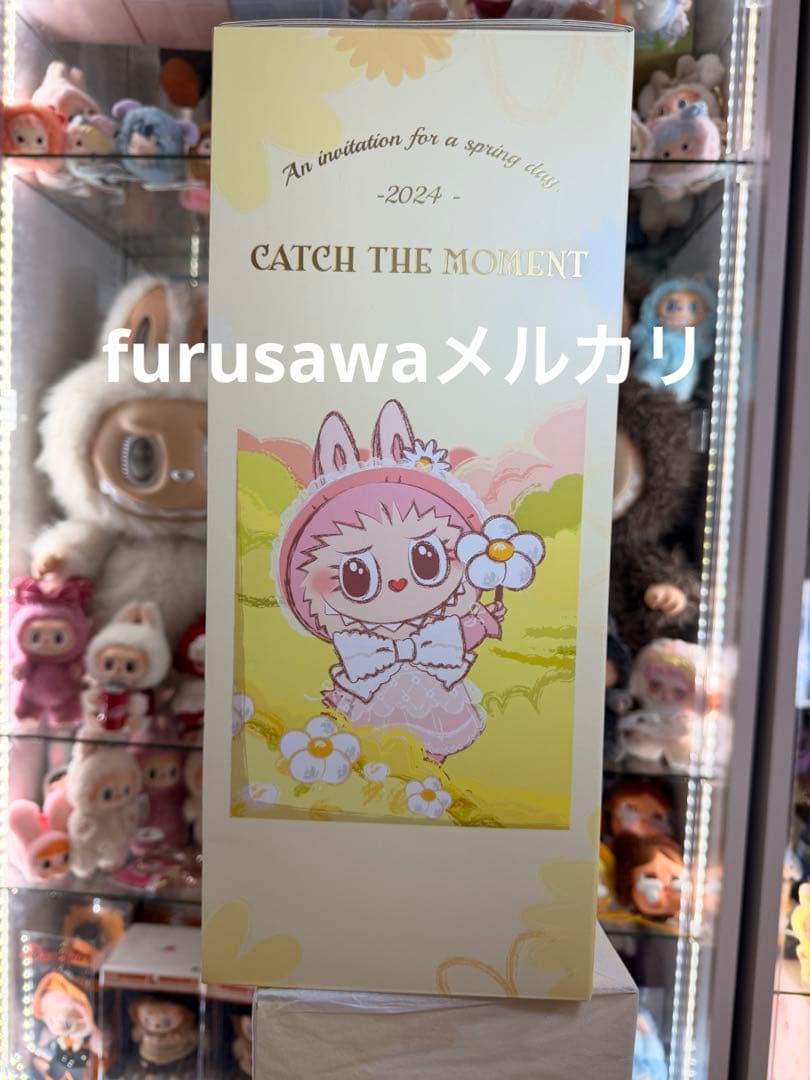 An invitation for a spring day.
-2024 -
CATCH THE MOMENT
furusawaメルカリ